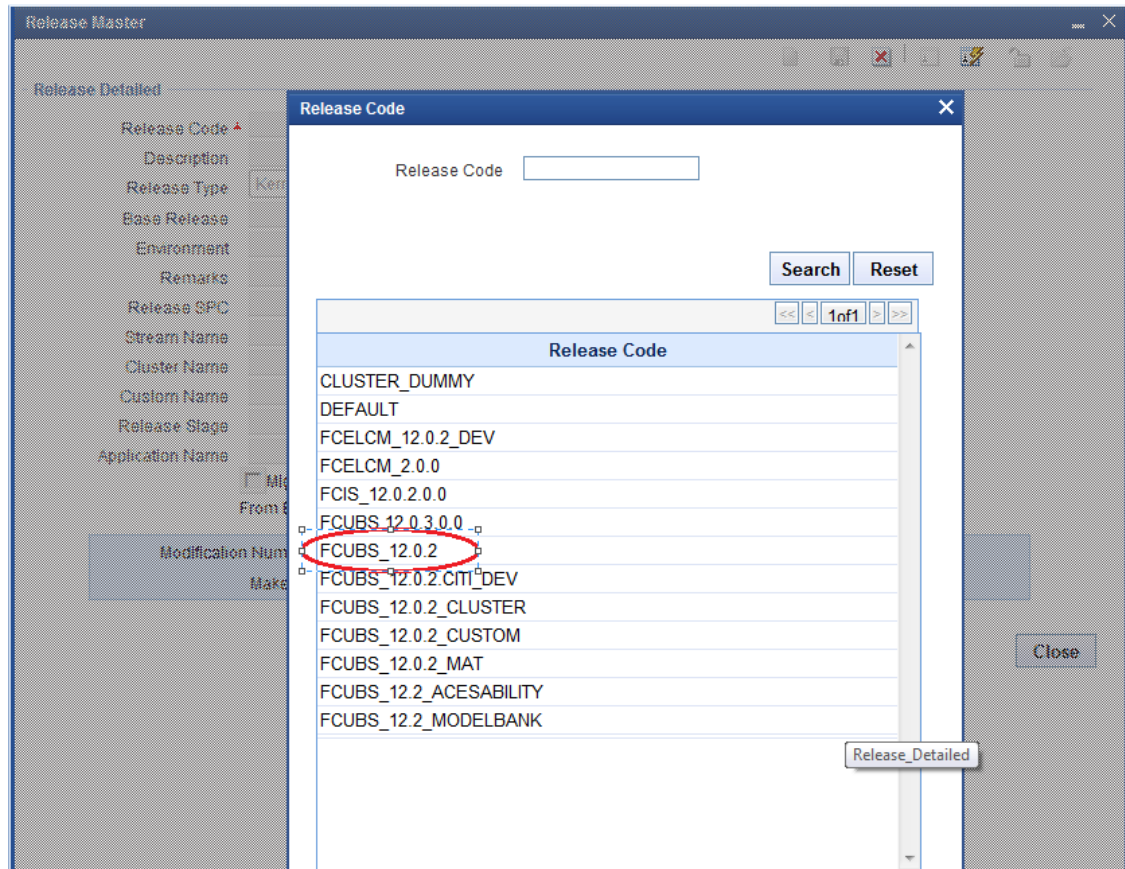 Release Master
Release Detailed
Release Code *
Description
Release Type Kern
Base Release
Environment
Remarks
Release SPC
Stream Name
Cluster Name
Custom Name
Release Stage
Application Name
From
Modification Num
Make
Release Code
Release Code
Search Reset
<< < 1of1 > >>
Release Code
CLUSTER_DUMMY
DEFAULT
FCELCM_12.0.2_DEV
FCELCM_2.0.0
FCIS_12.0.2.0.0
FCUBS_12.0.3.0.0
FCUBS_12.0.2
FCUBS_12.0.2.CITI_DEV
FCUBS_12.0.2_CLUSTER
FCUBS_12.0.2_CUSTOM
FCUBS_12.0.2_MAT
FCUBS_12.2_ACESABILITY
FCUBS_12.2_MODELBANK
Close
Release_Detailed